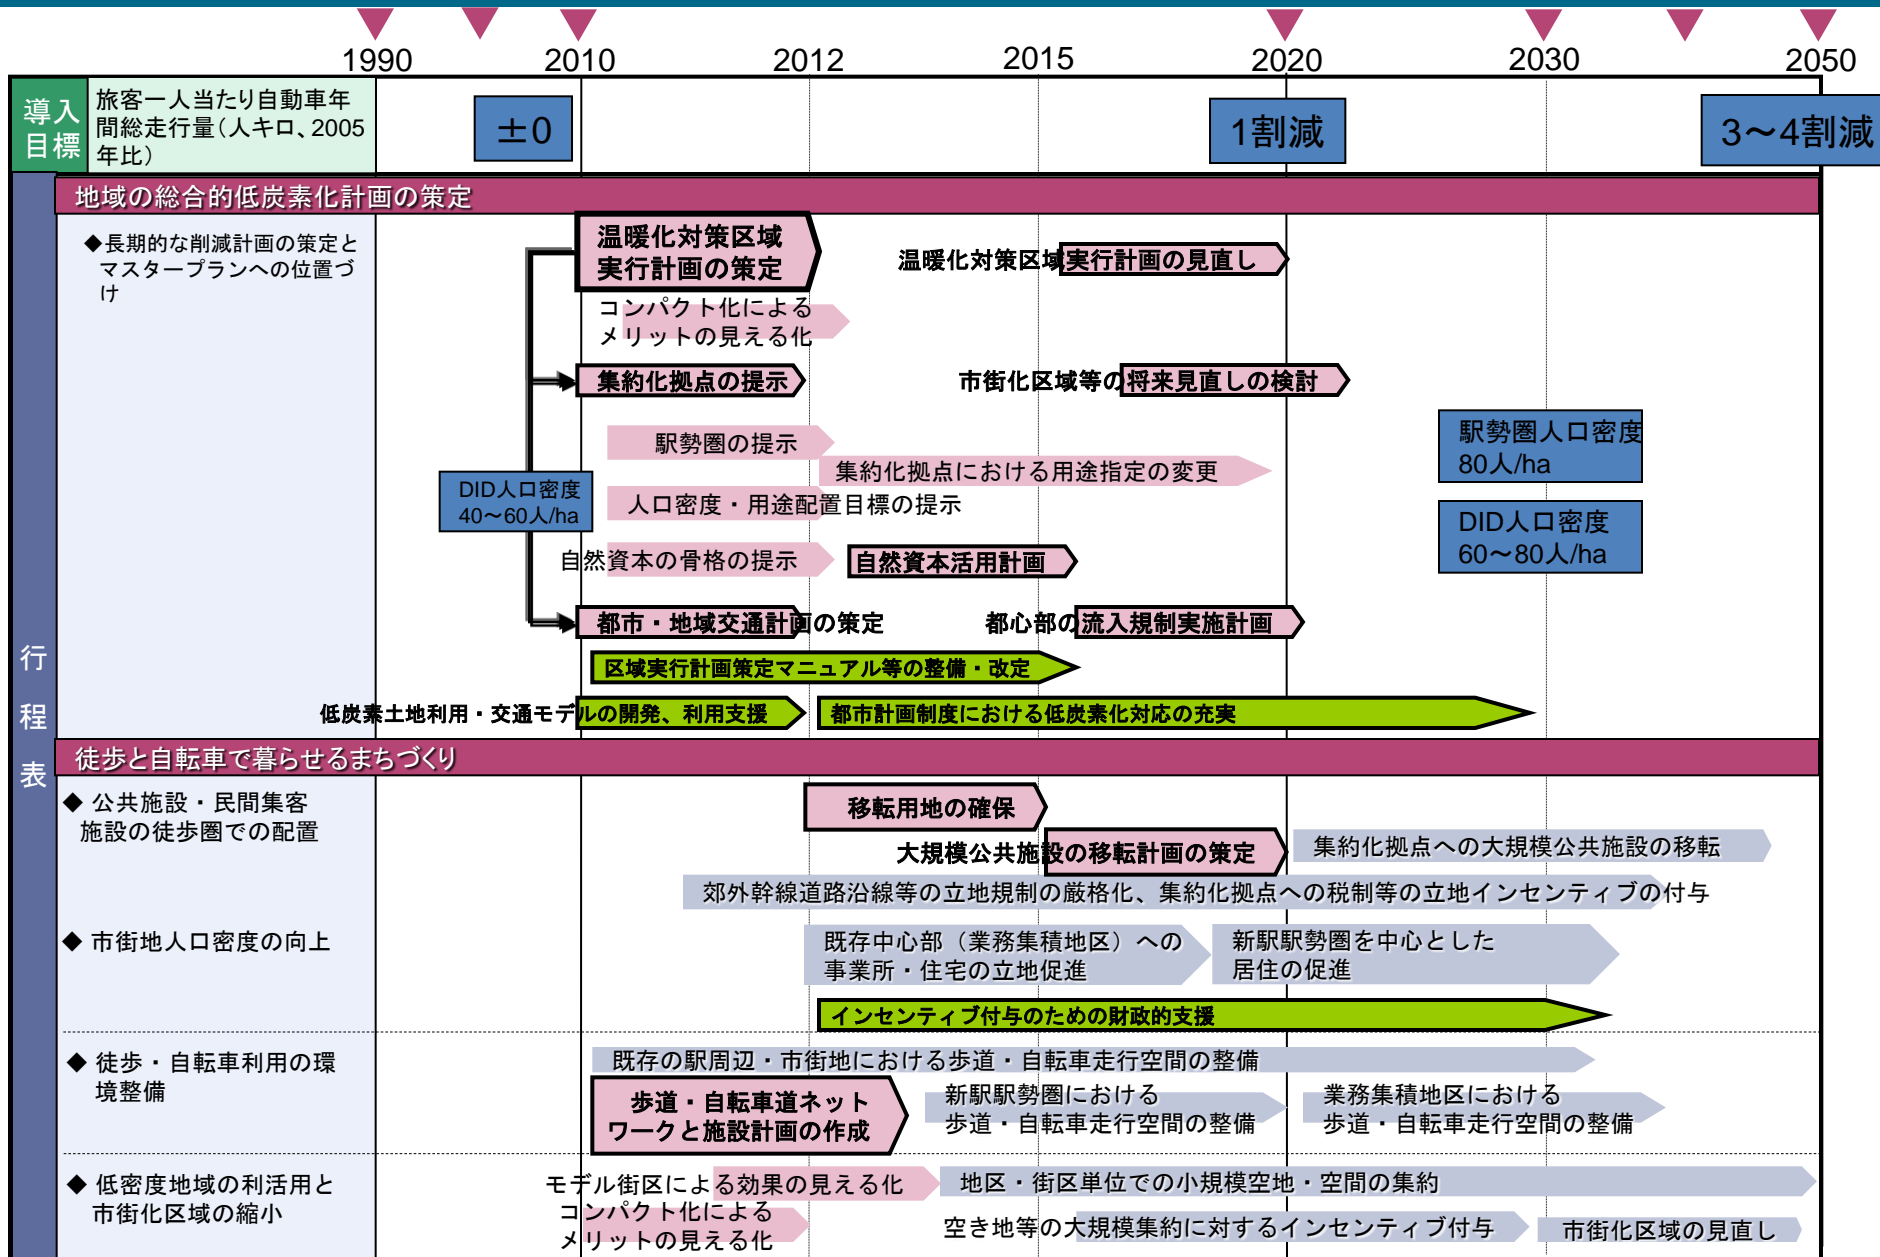 1990
2010
2012
2015
2020
2030
2050
導入
目標
旅客一人当たり自動車年
間総走行量(人キロ、2005
年比)
±0
1割減
3～4割減
行
程
表
地域の総合的低炭素化計画の策定
◆長期的な削減計画の策定と
マスタープランへの位置づ
け
温暖化対策区域
実行計画の策定
温暖化対策区域実行計画の見直し
コンパクト化による
メリットの見える化
集約化拠点の提示
市街化区域等の将来見直しの検討
駅勢圏の提示
集約化拠点における用途指定の変更
駅勢圏人口密度
80人/ha
DID人口密度
40～60人/ha
人口密度・用途配置目標の提示
DID人口密度
60～80人/ha
自然資本の骨格の提示
自然資本活用計画
都市・地域交通計画の策定
都心部の流入規制実施計画
区域実行計画策定マニュアル等の整備・改定
低炭素土地利用・交通モデルの開発、利用支援
都市計画制度における低炭素化対応の充実
徒歩と自転車で暮らせるまちづくり
◆ 公共施設・民間集客
施設の徒歩圏での配置
移転用地の確保
大規模公共施設の移転計画の策定
集約化拠点への大規模公共施設の移転
郊外幹線道路沿線等の立地規制の厳格化、集約化拠点への税制等の立地インセンティブの付与
◆ 市街地人口密度の向上
既存中心部（業務集積地区）への
事業所・住宅の立地促進
新駅駅勢圏を中心とした
居住の促進
インセンティブ付与のための財政的支援
◆ 徒歩・自転車利用の環
境整備
既存の駅周辺・市街地における歩道・自転車走行空間の整備
歩道・自転車道ネット
ワークと施設計画の作成
新駅駅勢圏における
歩道・自転車走行空間の整備
業務集積地区における
歩道・自転車走行空間の整備
◆ 低密度地域の利活用と
市街化区域の縮小
モデル街区による効果の見える化
地区・街区単位での小規模空地・空間の集約
コンパクト化による
メリットの見える化
空き地等の大規模集約に対するインセンティブ付与
市街化区域の見直し